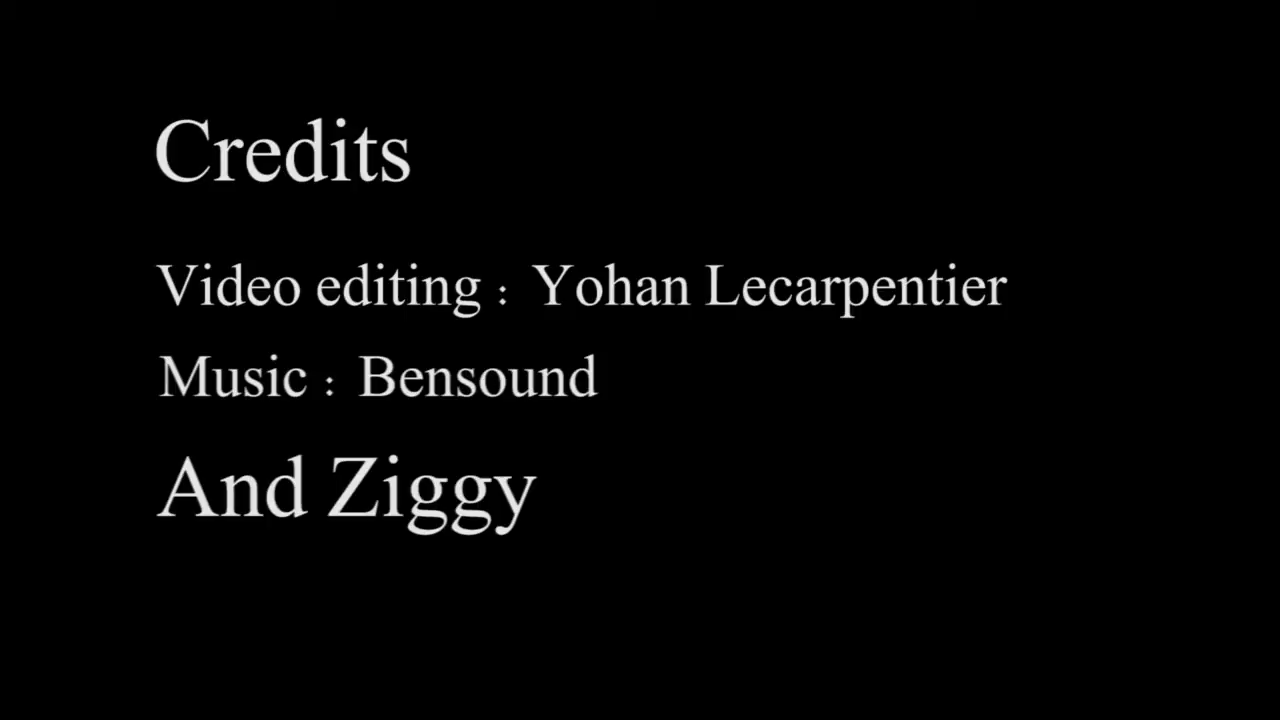 Credits
Video editing : Yohan Lecarpentier
Music : Bensound
And Ziggy